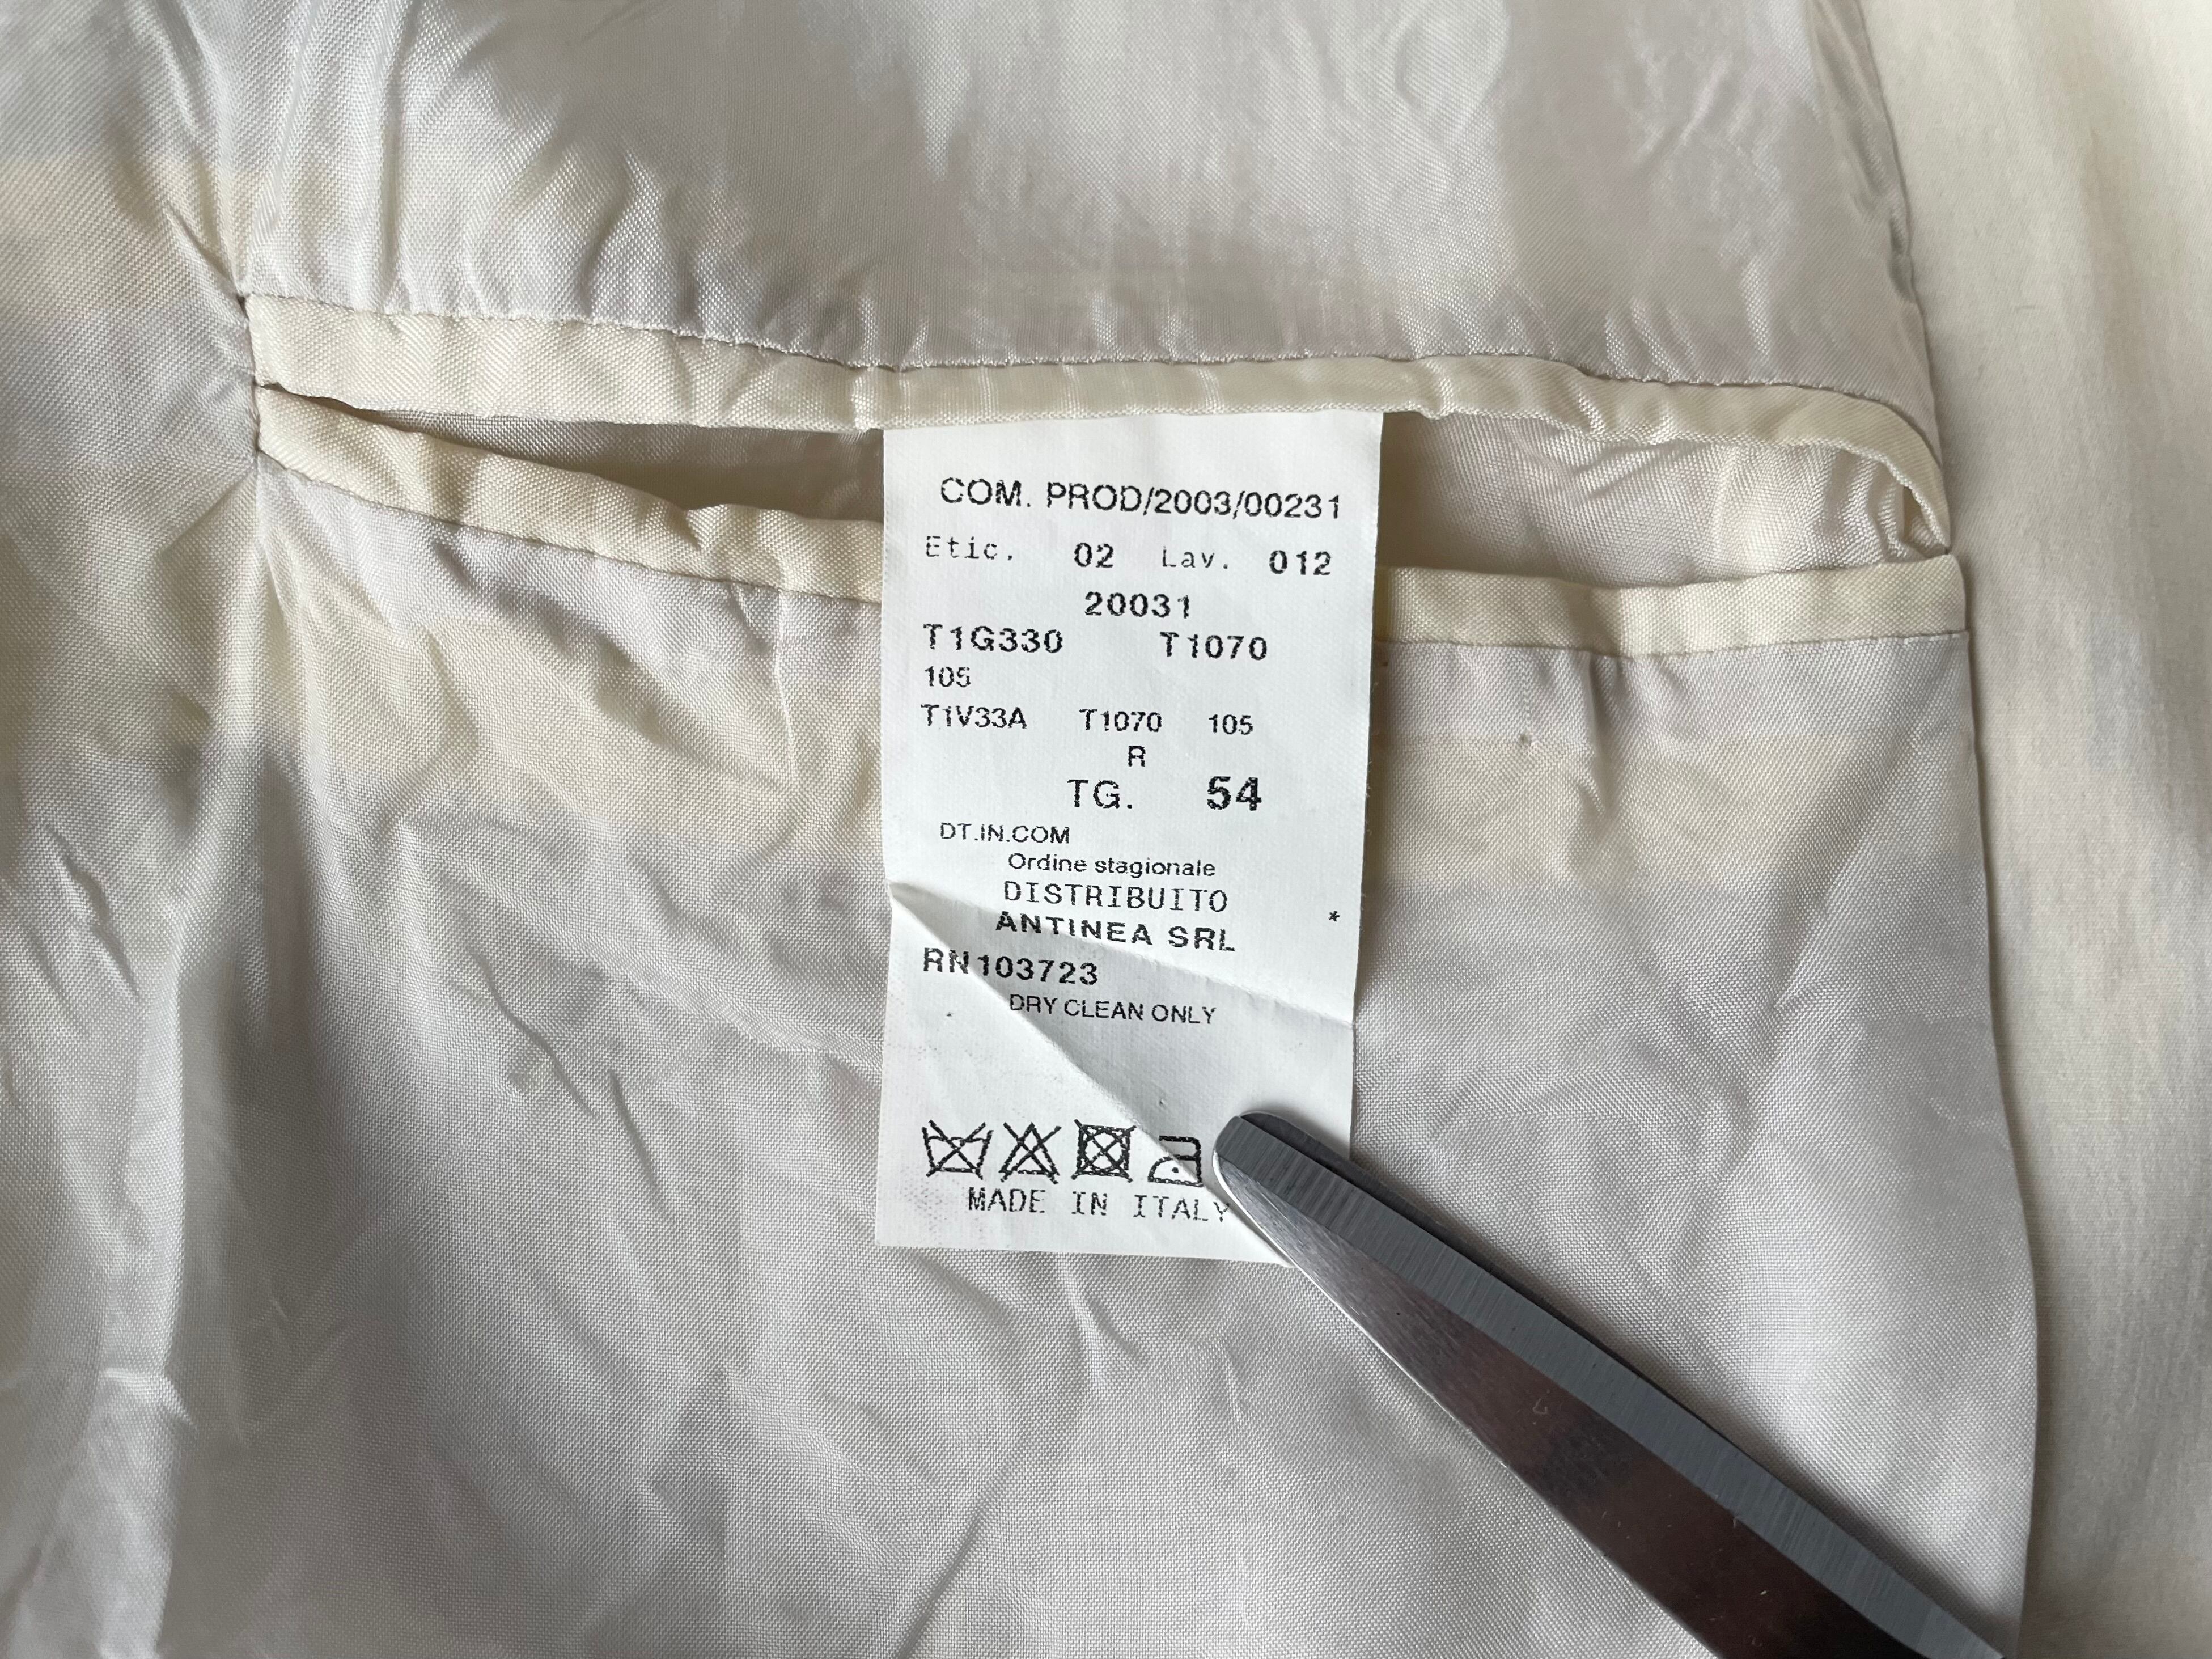 COM. PROD/2003/00231
Etic. 02 Lav. 012
20031
T1G330 T1070
105
T1V33A T1070 105
R
TG. 54
DT.IN.COM
Ordine stagionale
DISTRIBUITO *
ANTINEA SRL
RN103723
DRY CLEAN ONLY
MADE IN ITALY